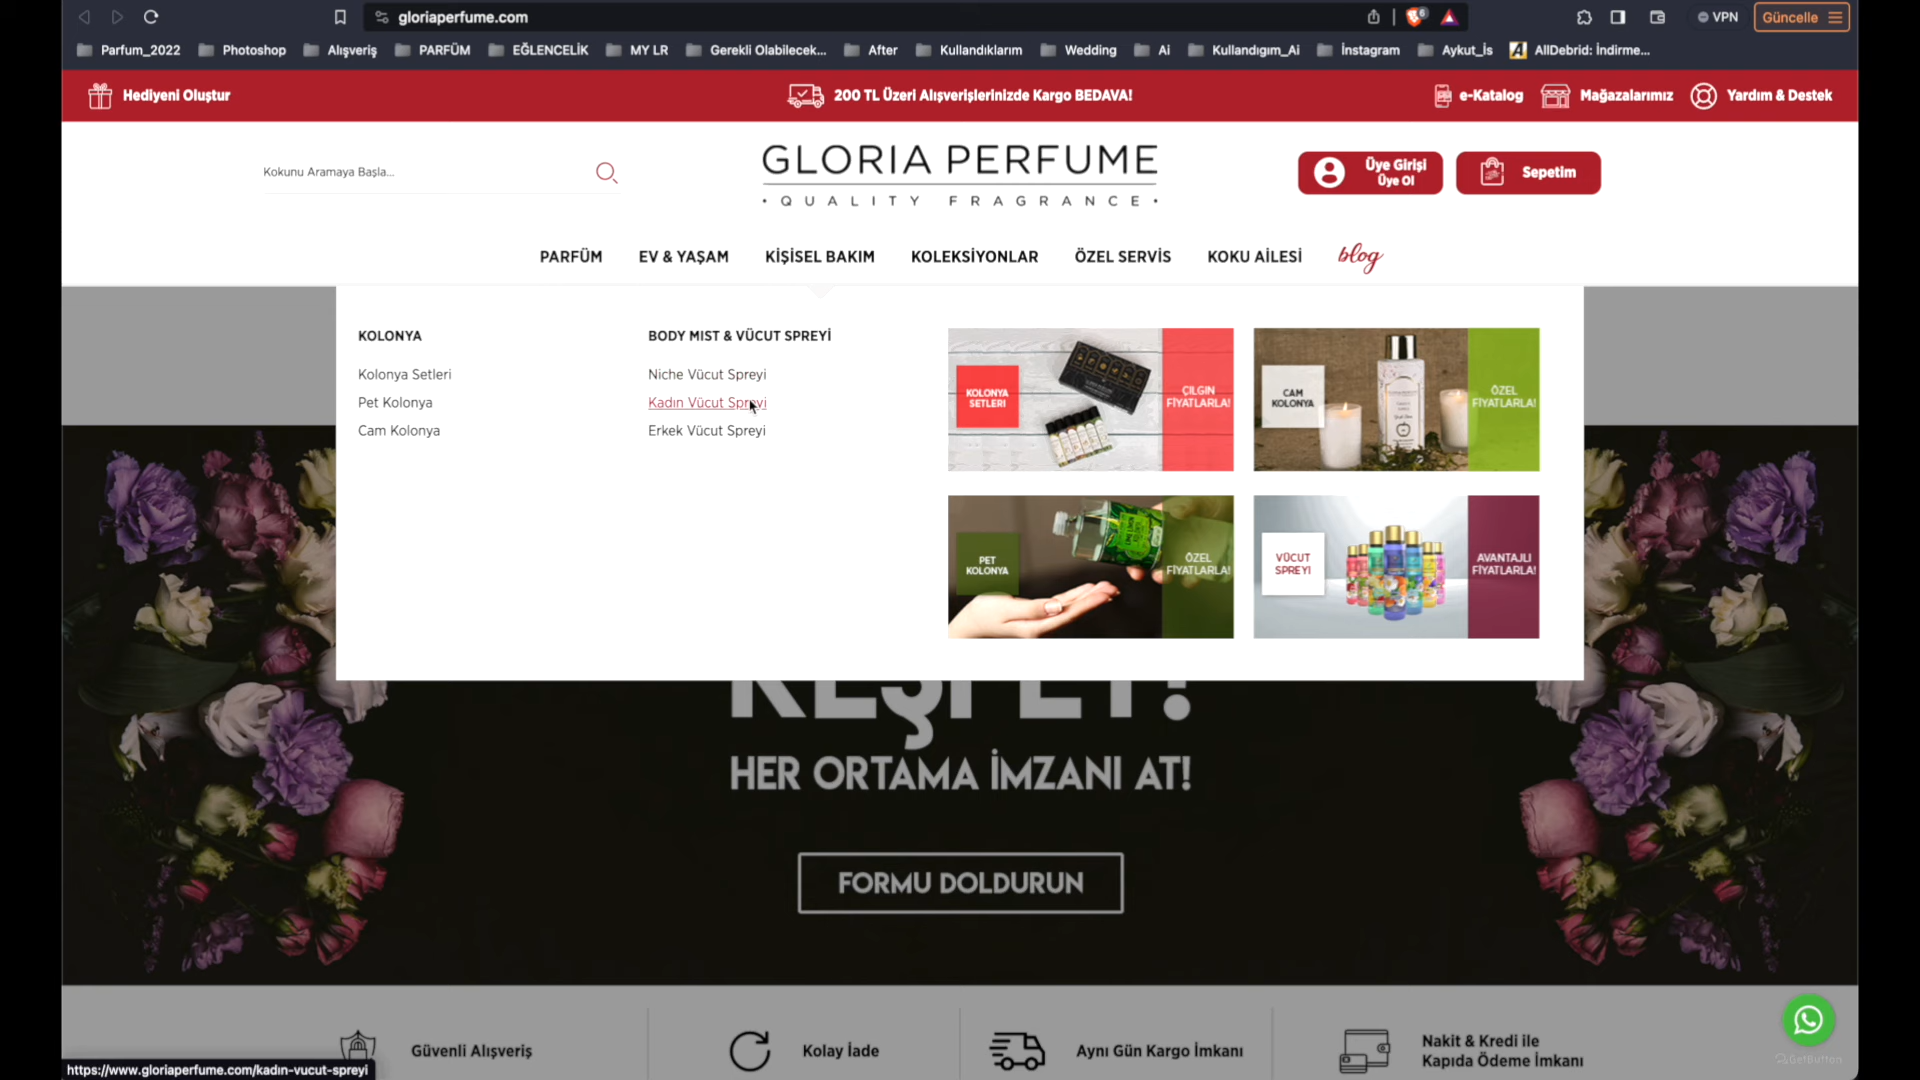 gloriaperfume.com
6
VPN
Güncelle
Parfum_2022
Photoshop
Alışveriş
PARFÜM
EĞLENCELİK
MY LR
Gerekli Olabilecek...
After
Kullandıklarım
Wedding
Ai
Kullandıgım_Ai
İnstagram
Aykut_İs
AllDebrid: İndirme...
Hediyeni Oluştur
200 TL Üzeri Alışverişlerinizde Kargo BEDAVA!
e-Katalog
Mağazalarımız
Yardım & Destek
Kokunu Aramaya Başla...
GLORIA PERFUME
· QUALITY FRAGRANCE ·
Üye Girişi
Üye Ol
Sepetim
PARFÜM
EV & YAŞAM
KİŞİSEL BAKIM
KOLEKSİYONLAR
ÖZEL SERVİS
KOKU AİLESİ
blog
KOLONYA
Kolonya Setleri
Pet Kolonya
Cam Kolonya
BODY MIST & VÜCUT SPREYİ
Niche Vücut Spreyi
Kadın Vücut Spreyi
Erkek Vücut Spreyi
KOLONYA
SETLERİ
ÇILGIN
FİYATLARLA!
CAM
KOLONYA
ÖZEL
FİYATLARLA!
PET
KOLONYA
ÖZEL
FİYATLARLA!
VÜCUT
SPREYİ
AVANTAJLI
FİYATLARLA!
KEŞFET!
HER ORTAMA İMZANI AT!
FORMU DOLDURUN
Güvenli Alışveriş
Kolay İade
Aynı Gün Kargo İmkanı
Nakit & Kredi ile
Kapıda Ödeme İmkanı
GetButton
https://www.gloriaperfume.com/kadın-vucut-spreyi